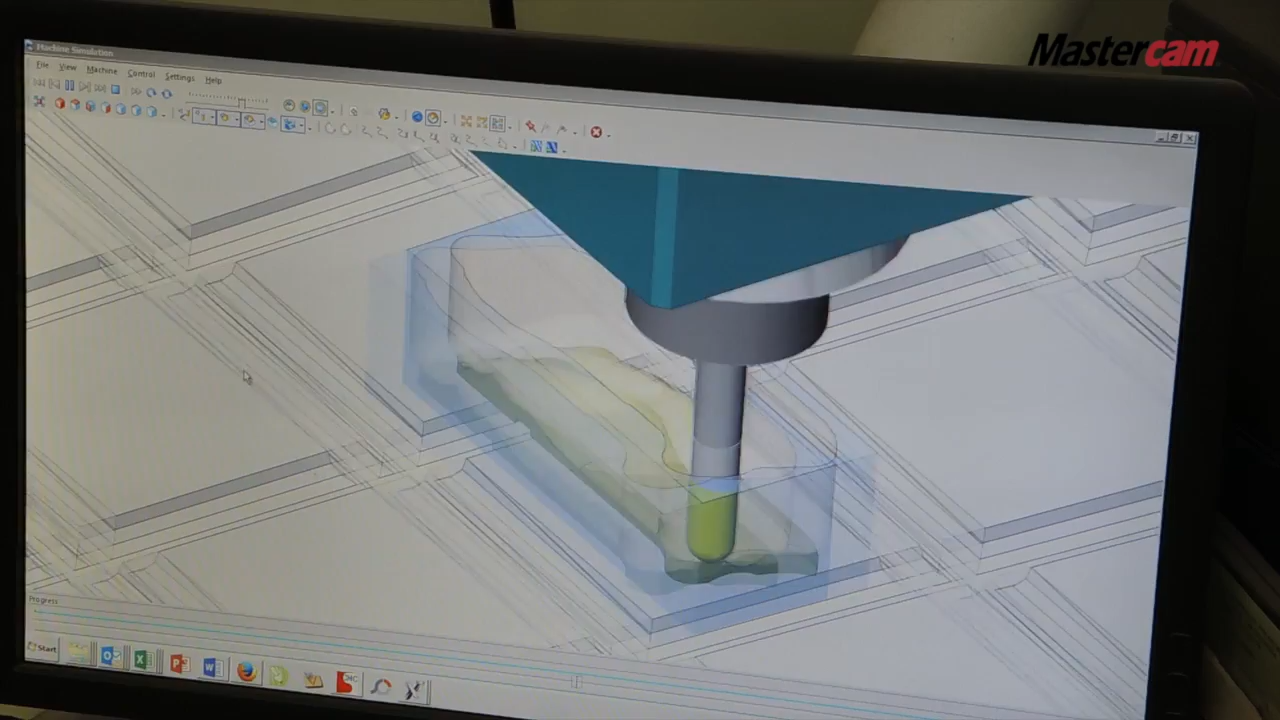 Mastercam
Machine Simulation
File View Machine Control Settings Help
Progress
Start